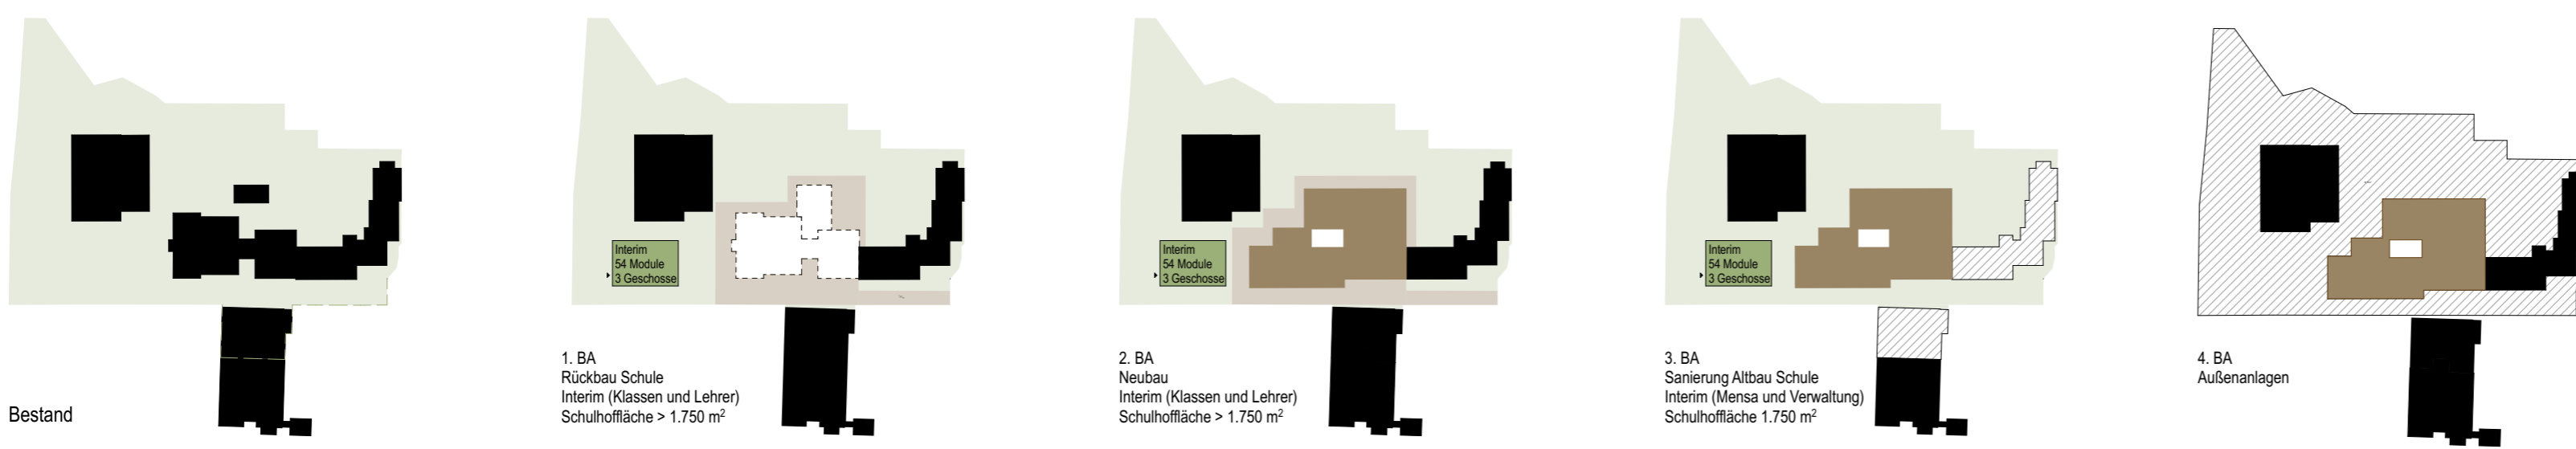 Bestand
Interim
54 Module
3 Geschosse
1. BA
Rückbau Schule
Interim (Klassen und Lehrer)
Schulhoffläche > 1.750 m²
Interim
54 Module
3 Geschosse
2. BA
Neubau
Interim (Klassen und Lehrer)
Schulhoffläche > 1.750 m²
Interim
54 Module
3 Geschosse
3. BA
Sanierung Altbau Schule
Interim (Mensa und Verwaltung)
Schulhoffläche 1.750 m²
4. BA
Außenanlagen